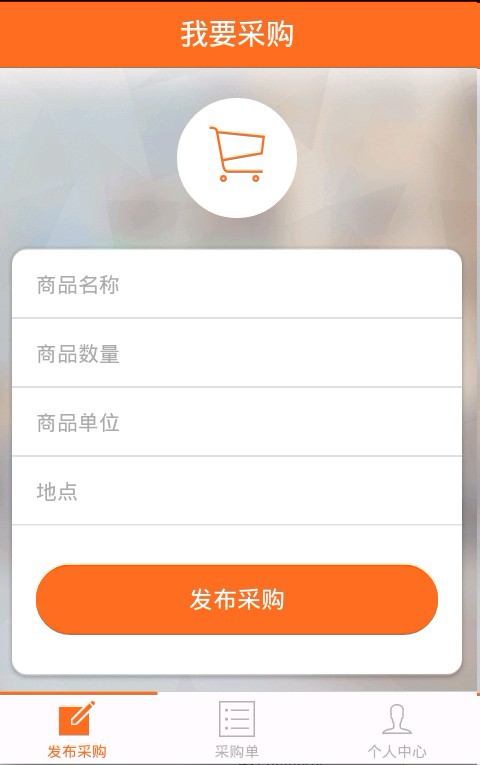 我要采购
商品名称
商品数量
商品单位
地点
发布采购
发布采购
采购单
个人中心